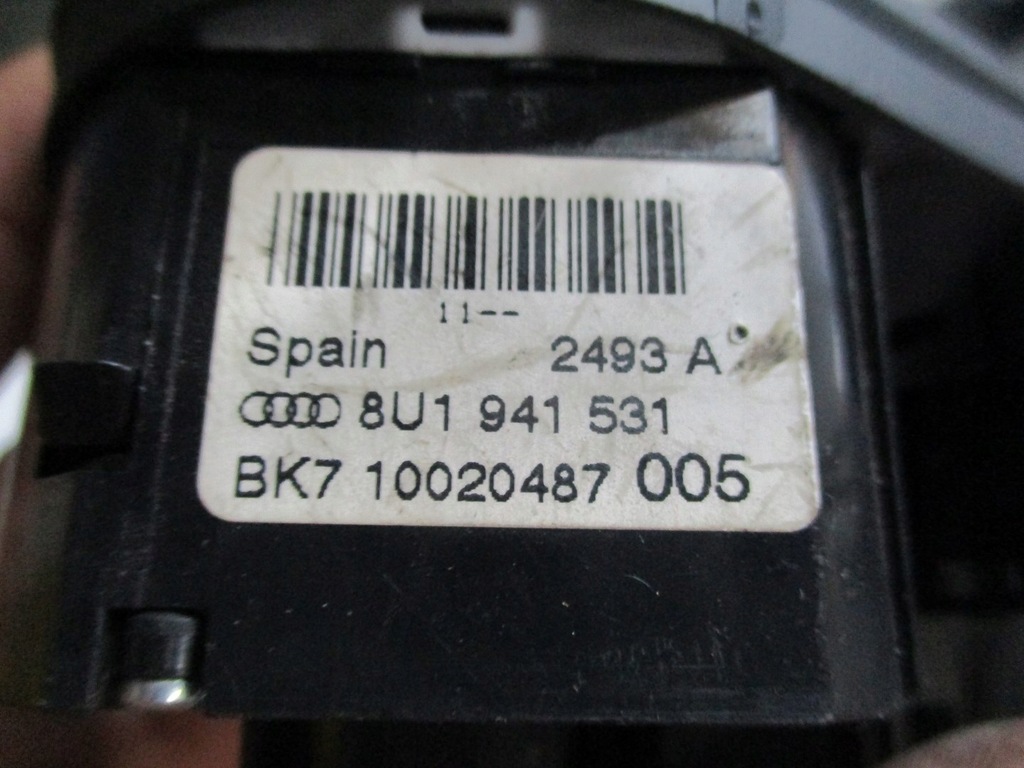 11--
Spain 2493 A
8U1 941 531
BK7 10020487 005